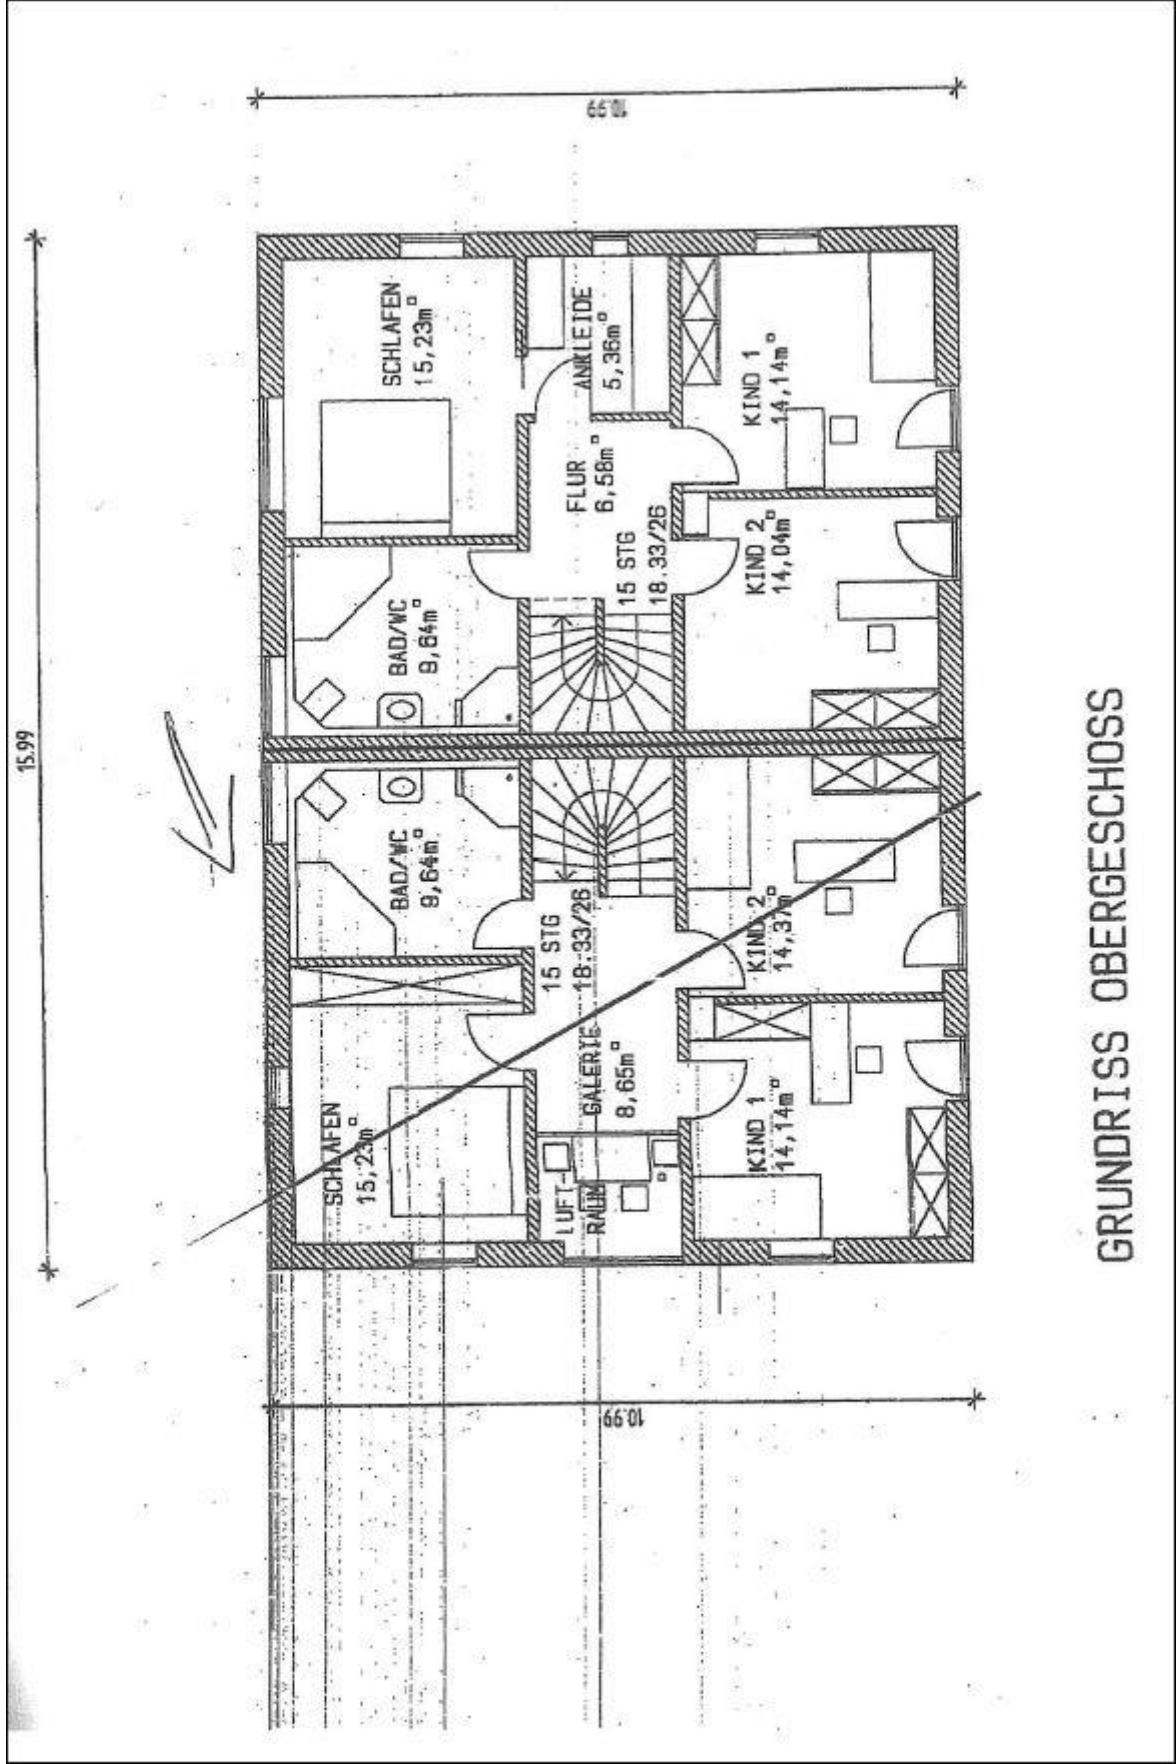 15.99
10.99
SCHLAFEN
15,23m²
ANKLEIDE
5,36m²
KIND 1
14,14m²
FLUR
6,58m²
15 STG
18.33/26
KIND 2
14,04m²
BAD/WC
9,64m²
BAD/WC
9,64m²
15 STG
18.33/26
KIND 2
14,37m²
SCHLAFEN
15,23m²
GALERIE
8,65m²
LUFT-
RAUM
KIND 1
14,14m²
10.99
GRUNDRISS OBERGESCHOSS